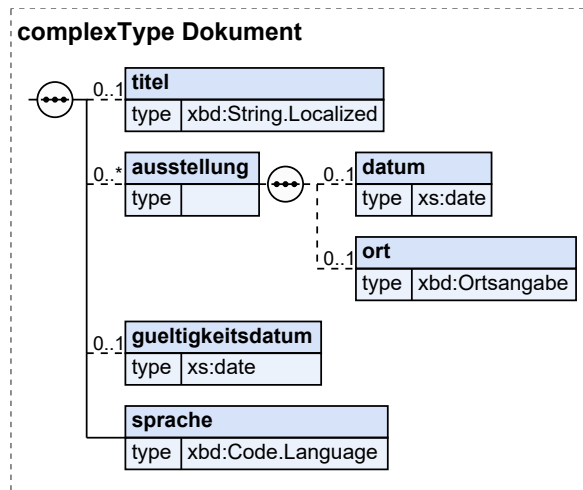 complexType Dokument
0..1 titel
type xbd:String.Localized
0..* ausstellung 0..1 datum
type type xs:date
0..1 ort
type xbd:Ortsangabe
0..1 gueltigkeitsdatum
type xs:date
sprache
type xbd:Code.Language